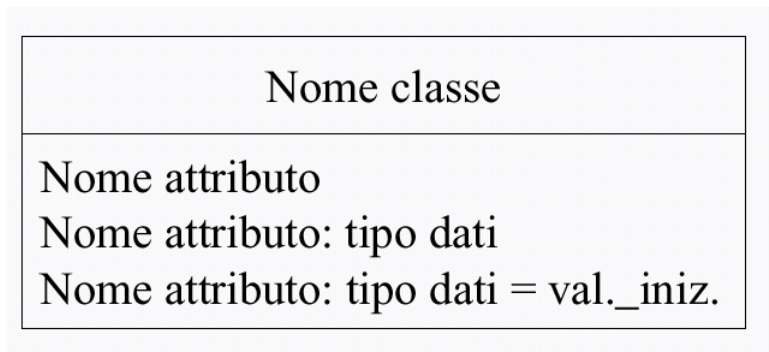 Nome classe
Nome attributo
Nome attributo: tipo dati
Nome attributo: tipo dati = val._iniz.